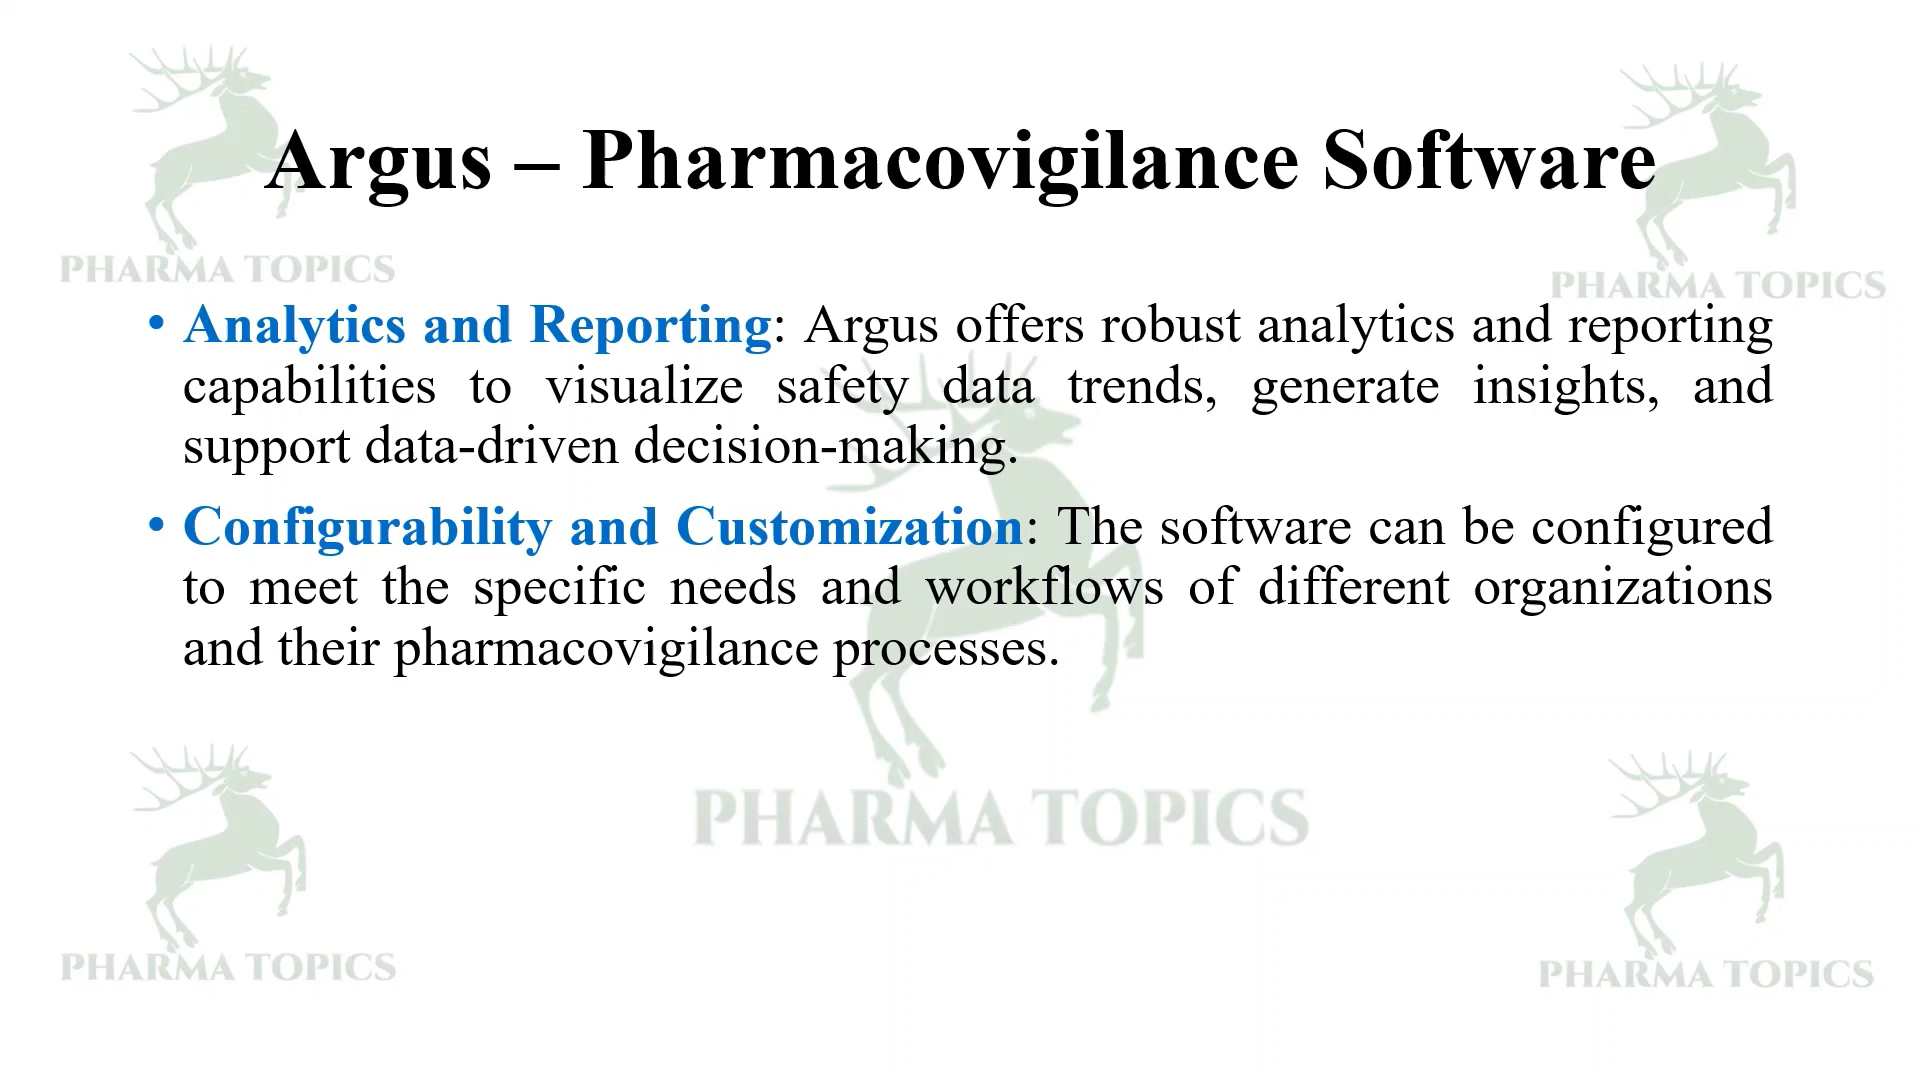 Argus – Pharmacovigilance Software
PHARMA TOPICS
PHARMA TOPICS
• Analytics and Reporting: Argus offers robust analytics and reporting
capabilities to visualize safety data trends, generate insights, and
support data-driven decision-making.
• Configurability and Customization: The software can be configured
to meet the specific needs and workflows of different organizations
and their pharmacovigilance processes.
PHARMA TOPICS
PHARMA TOPICS
PHARMA TOPICS